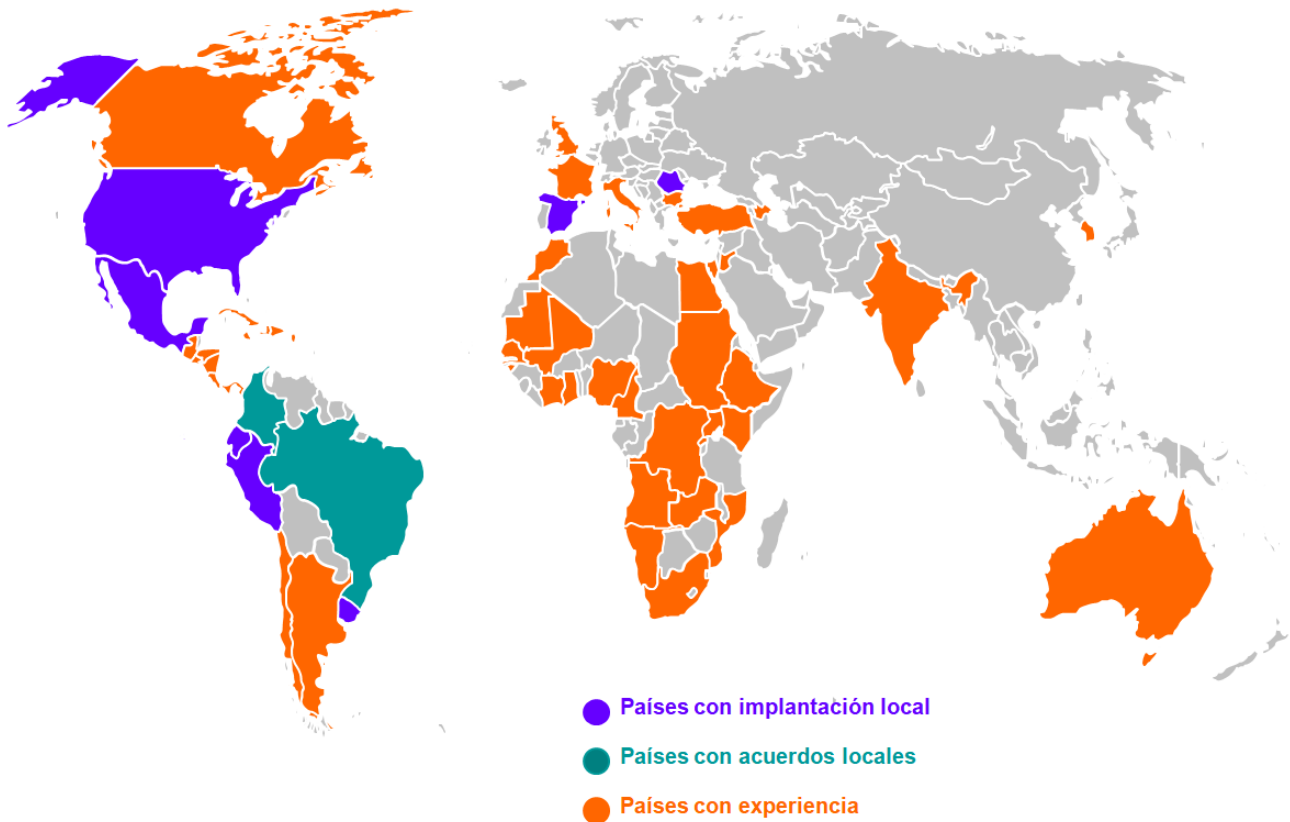 Países con implantación local
Países con acuerdos locales
Países con experiencia